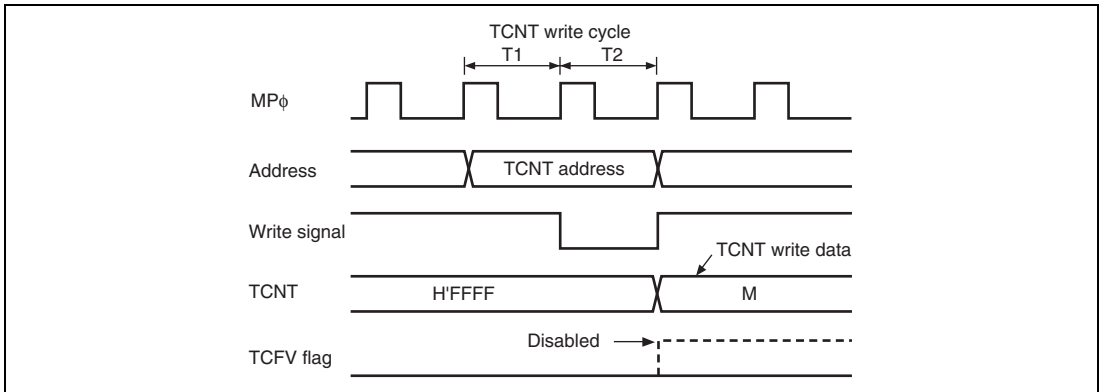 TCNT write cycle
T1 T2
MPϕ
Address TCNT address
Write signal
TCNT write data
TCNT H'FFFF M
Disabled
TCFV flag